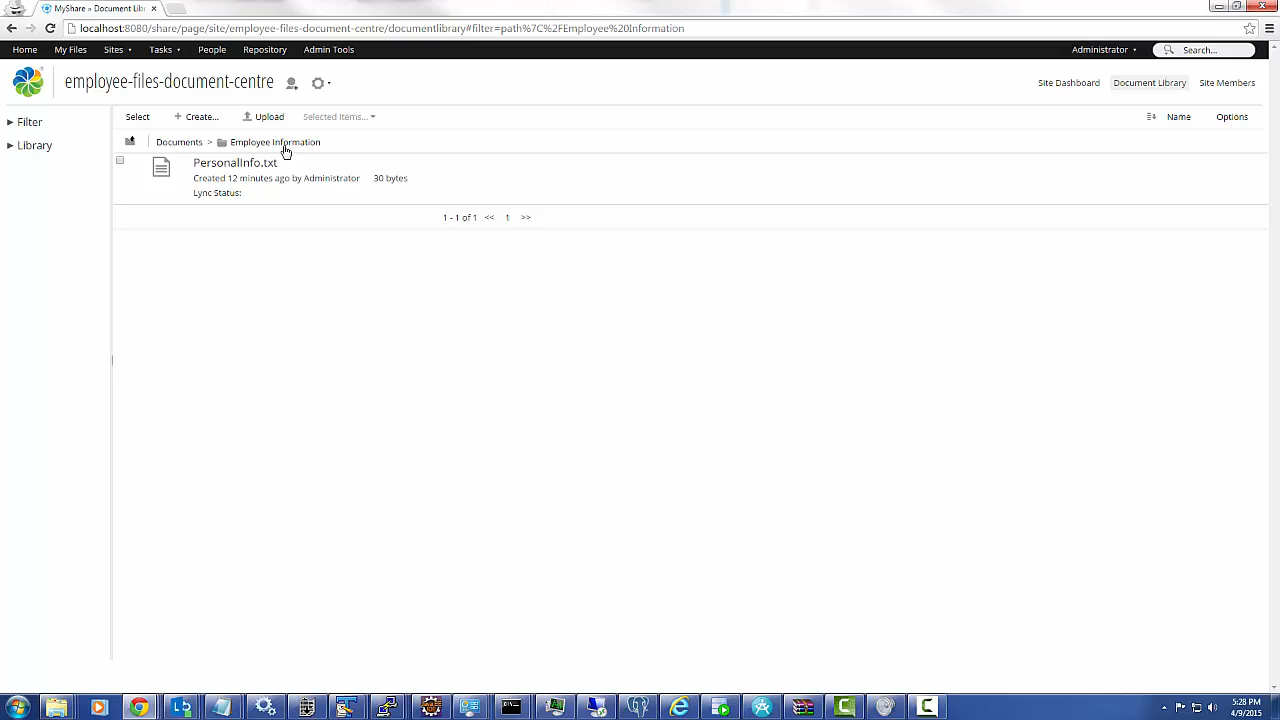 MyShare » Document Lib
localhost:8080/share/page/site/employee-files-document-centre/documentlibrary#filter=path%7C%2FEmployee%20Information
Home My Files Sites Tasks People Repository Admin Tools Administrator Search...
employee-files-document-centre Site Dashboard Document Library Site Members
Filter
Library
Select + Create... Upload Selected Items... Name Options
Documents > Employee Information
PersonalInfo.txt
Created 12 minutes ago by Administrator 30 bytes
Lync Status:
1 - 1 of 1 << 1 >>
5:28 PM
4/9/2015